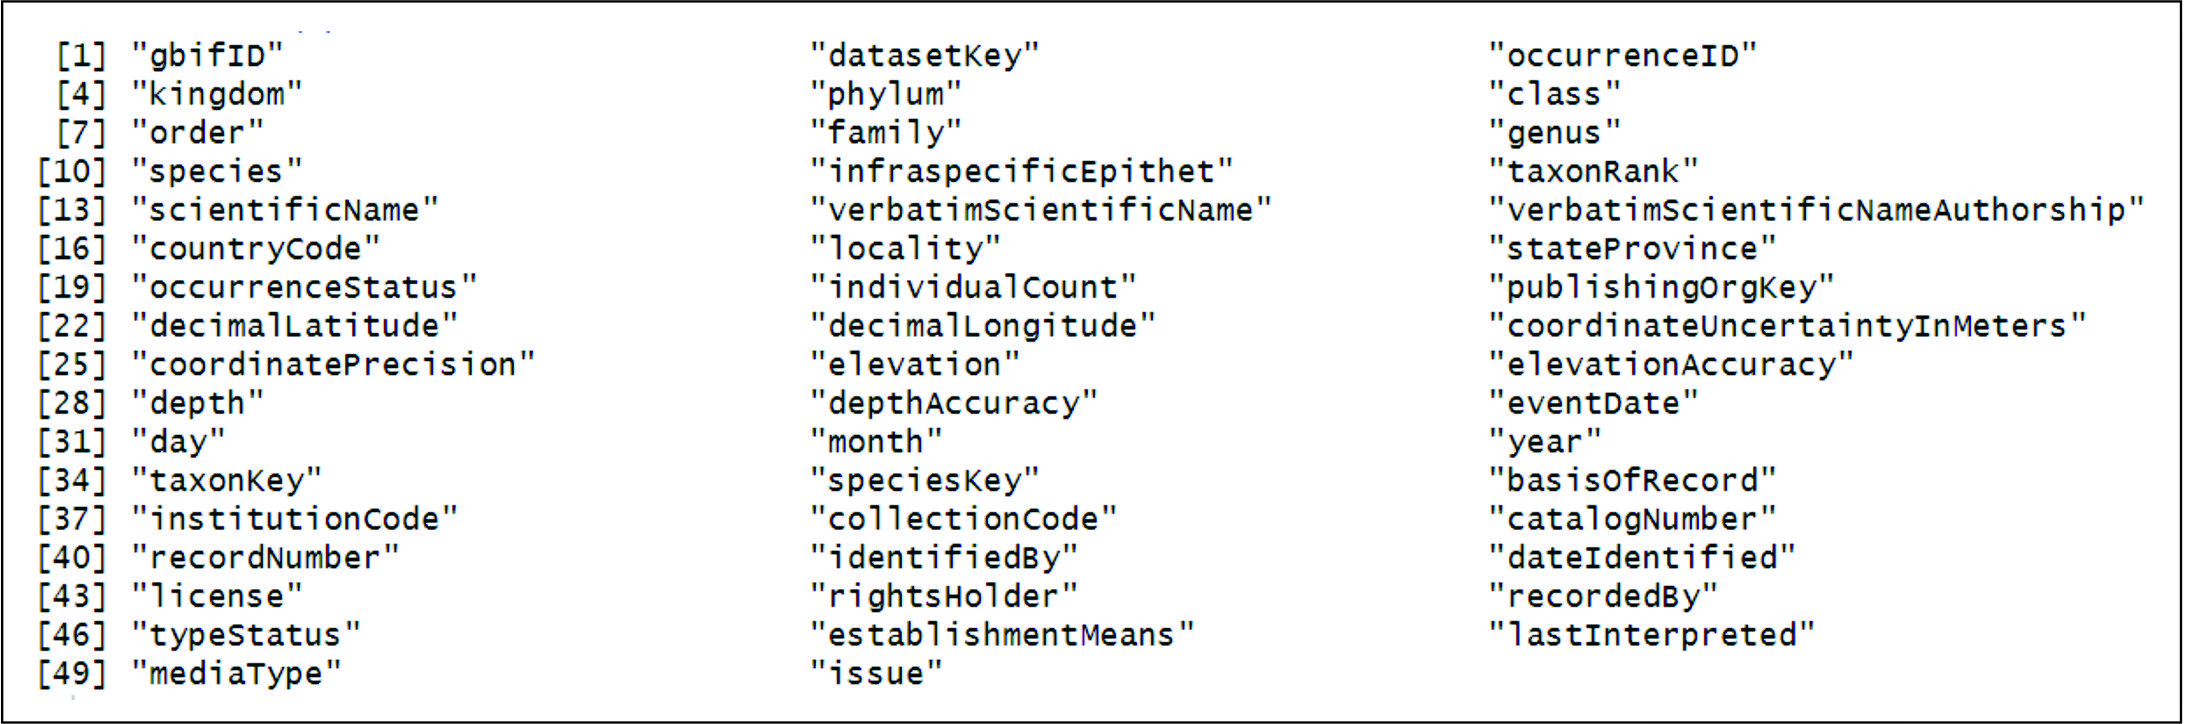 [1] "gbifID" "datasetKey" "occurrenceID"
[4] "kingdom" "phylum" "class"
[7] "order" "family" "genus"
[10] "species" "infraspecificEpithet" "taxonRank"
[13] "scientificName" "verbatimScientificName" "verbatimScientificNameAuthorship"
[16] "countryCode" "locality" "stateProvince"
[19] "occurrenceStatus" "individualCount" "publishingOrgKey"
[22] "decimalLatitude" "decimalLongitude" "coordinateUncertaintyInMeters"
[25] "coordinatePrecision" "elevation" "elevationAccuracy"
[28] "depth" "depthAccuracy" "eventDate"
[31] "day" "month" "year"
[34] "taxonKey" "speciesKey" "basisOfRecord"
[37] "institutionCode" "collectionCode" "catalogNumber"
[40] "recordNumber" "identifiedBy" "dateIdentified"
[43] "license" "rightsHolder" "recordedBy"
[46] "typeStatus" "establishmentMeans" "lastInterpreted"
[49] "mediaType" "issue"